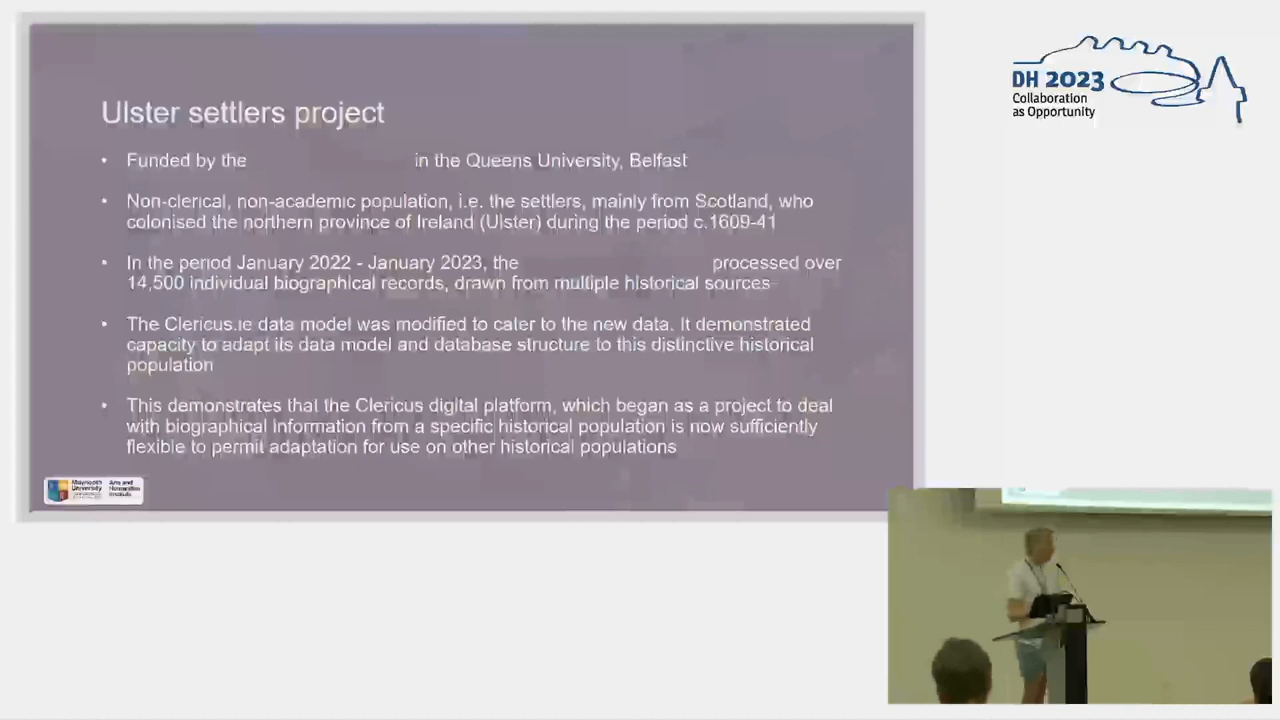 Ulster settlers project
• Funded by the in the Queens University, Belfast
• Non-clerical, non-academic population, i.e. the settlers, mainly from Scotland, who
colonised the northern province of Ireland (Ulster) during the period c.1609-41
• In the period January 2022 - January 2023, the processed over
14,500 individual biographical records, drawn from multiple historical sources
• The Clericus.ie data model was modified to cater to the new data. It demonstrated
capacity to adapt its data model and database structure to this distinctive historical
population
• This demonstrates that the Clericus digital platform, which began as a project to deal
with biographical information from a specific historical population is now sufficiently
flexible to permit adaptation for use on other historical populations
Maynooth
University
Arts and
Humanities
Institute
DH 2023
Collaboration
as Opportunity